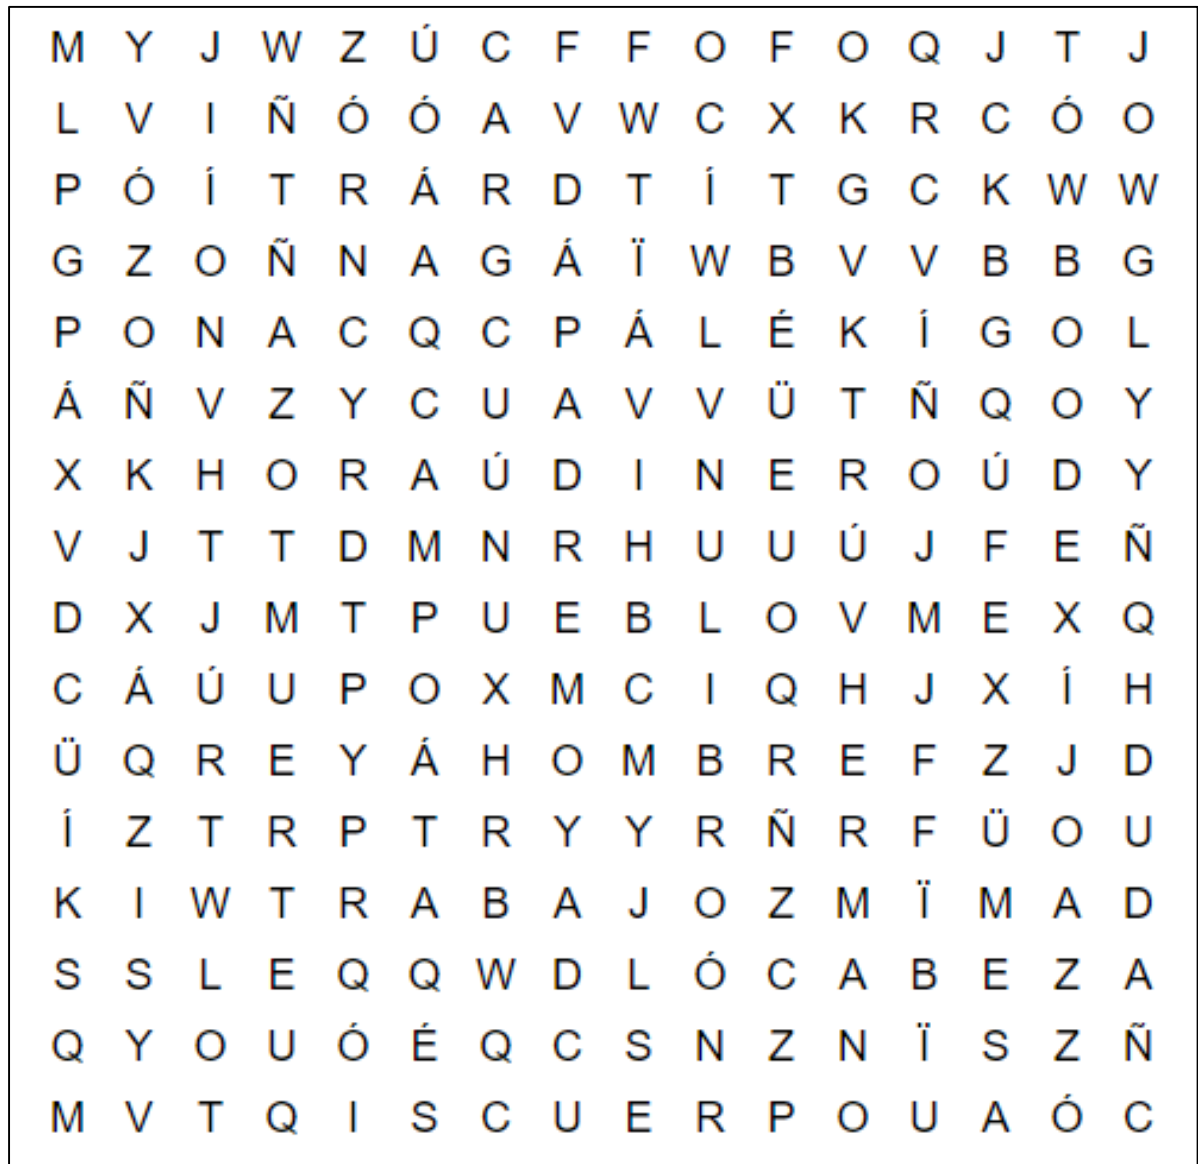 M Y J W Z Ú C F F O F O Q J T J
L V I Ñ Ó Ó A V W C X K R C Ó O
P Ó Í T R Á R D T Í T G C K W W
G Z O Ñ N A G Á Ï W B V V B B G
P O N A C Q C P Á L É K Í G O L
Á Ñ V Z Y C U A V V Ü T Ñ Q O Y
X K H O R A Ú D I N E R O Ú D Y
V J T T D M N R H U U Ú J F E Ñ
D X J M T P U E B L O V M E X Q
C Á Ú U P O X M C I Q H J X Í H
Ü Q R E Y Á H O M B R E F Z J D
Í Z T R P T R Y Y R Ñ R F Ü O U
K I W T R A B A J O Z M Ï M A D
S S L E Q Q W D L Ó C A B E Z A
Q Y O U Ó É Q C S N Z N Ï S Z Ñ
M V T Q I S C U E R P O U A Ó C